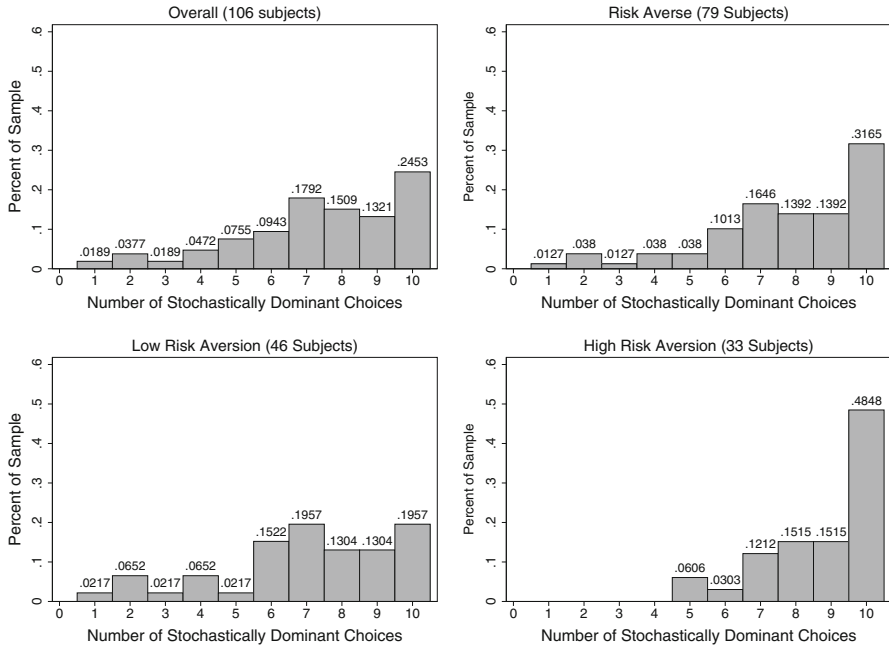 Overall (106 subjects)
Percent of Sample
0 .1 .2 .3 .4 .5 .6
.0189 .0377 .0189 .0472 .0755 .0943 .1792 .1509 .1321 .2453
0 1 2 3 4 5 6 7 8 9 10
Number of Stochastically Dominant Choices
Risk Averse (79 Subjects)
Percent of Sample
0 .1 .2 .3 .4 .5 .6
.0127 .038 .0127 .038 .038 .1013 .1646 .1392 .1392 .3165
0 1 2 3 4 5 6 7 8 9 10
Number of Stochastically Dominant Choices
Low Risk Aversion (46 Subjects)
Percent of Sample
0 .1 .2 .3 .4 .5 .6
.0217 .0652 .0217 .0652 .0217 .1522 .1957 .1304 .1304 .1957
0 1 2 3 4 5 6 7 8 9 10
Number of Stochastically Dominant Choices
High Risk Aversion (33 Subjects)
Percent of Sample
0 .1 .2 .3 .4 .5 .6
.0606 .0303 .1212 .1515 .1515 .4848
0 1 2 3 4 5 6 7 8 9 10
Number of Stochastically Dominant Choices